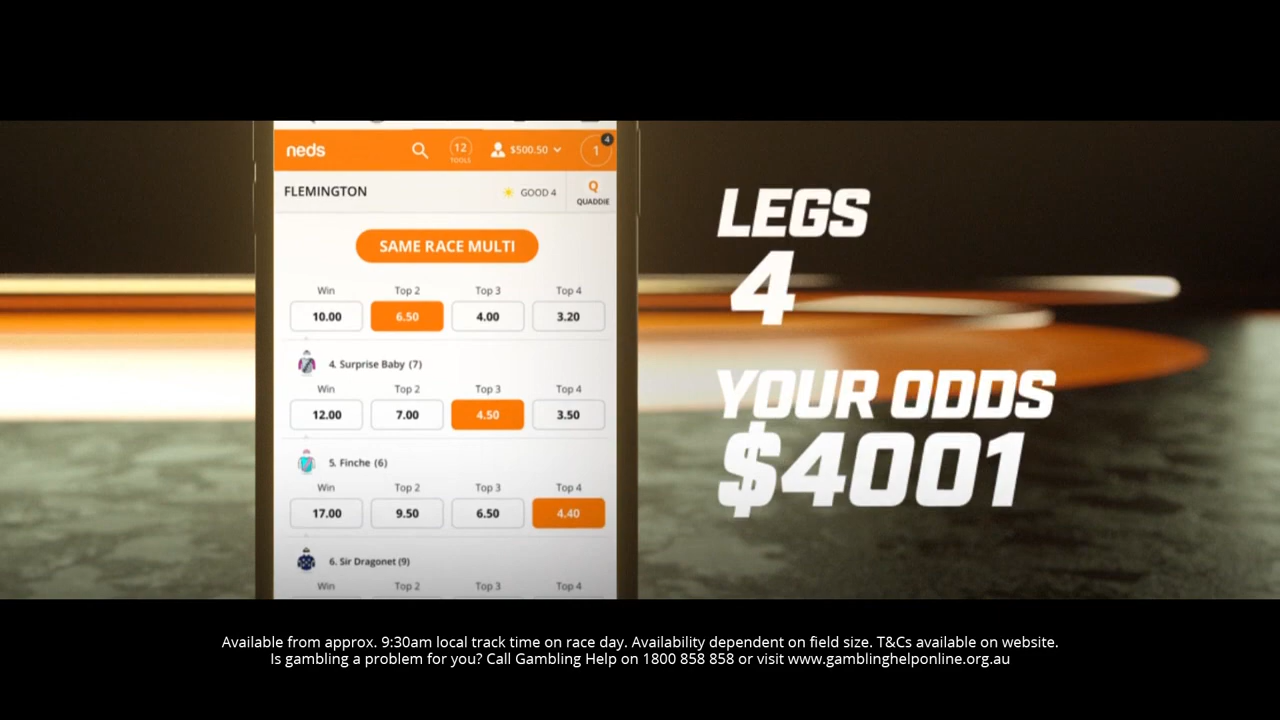 neds
12
TOOLS
$500.50
1
4
FLEMINGTON
GOOD 4
Q
QUADDIE
SAME RACE MULTI
Win Top 2 Top 3 Top 4
10.00 6.50 4.00 3.20
4. Surprise Baby (7)
Win Top 2 Top 3 Top 4
12.00 7.00 4.50 3.50
5. Finche (6)
Win Top 2 Top 3 Top 4
17.00 9.50 6.50 4.40
6. Sir Dragonet (9)
Win Top 2 Top 3 Top 4
LEGS
4
YOUR ODDS
$4001
Available from approx. 9:30am local track time on race day. Availability dependent on field size. T&Cs available on website.
Is gambling a problem for you? Call Gambling Help on 1800 858 858 or visit www.gamblinghelponline.org.au